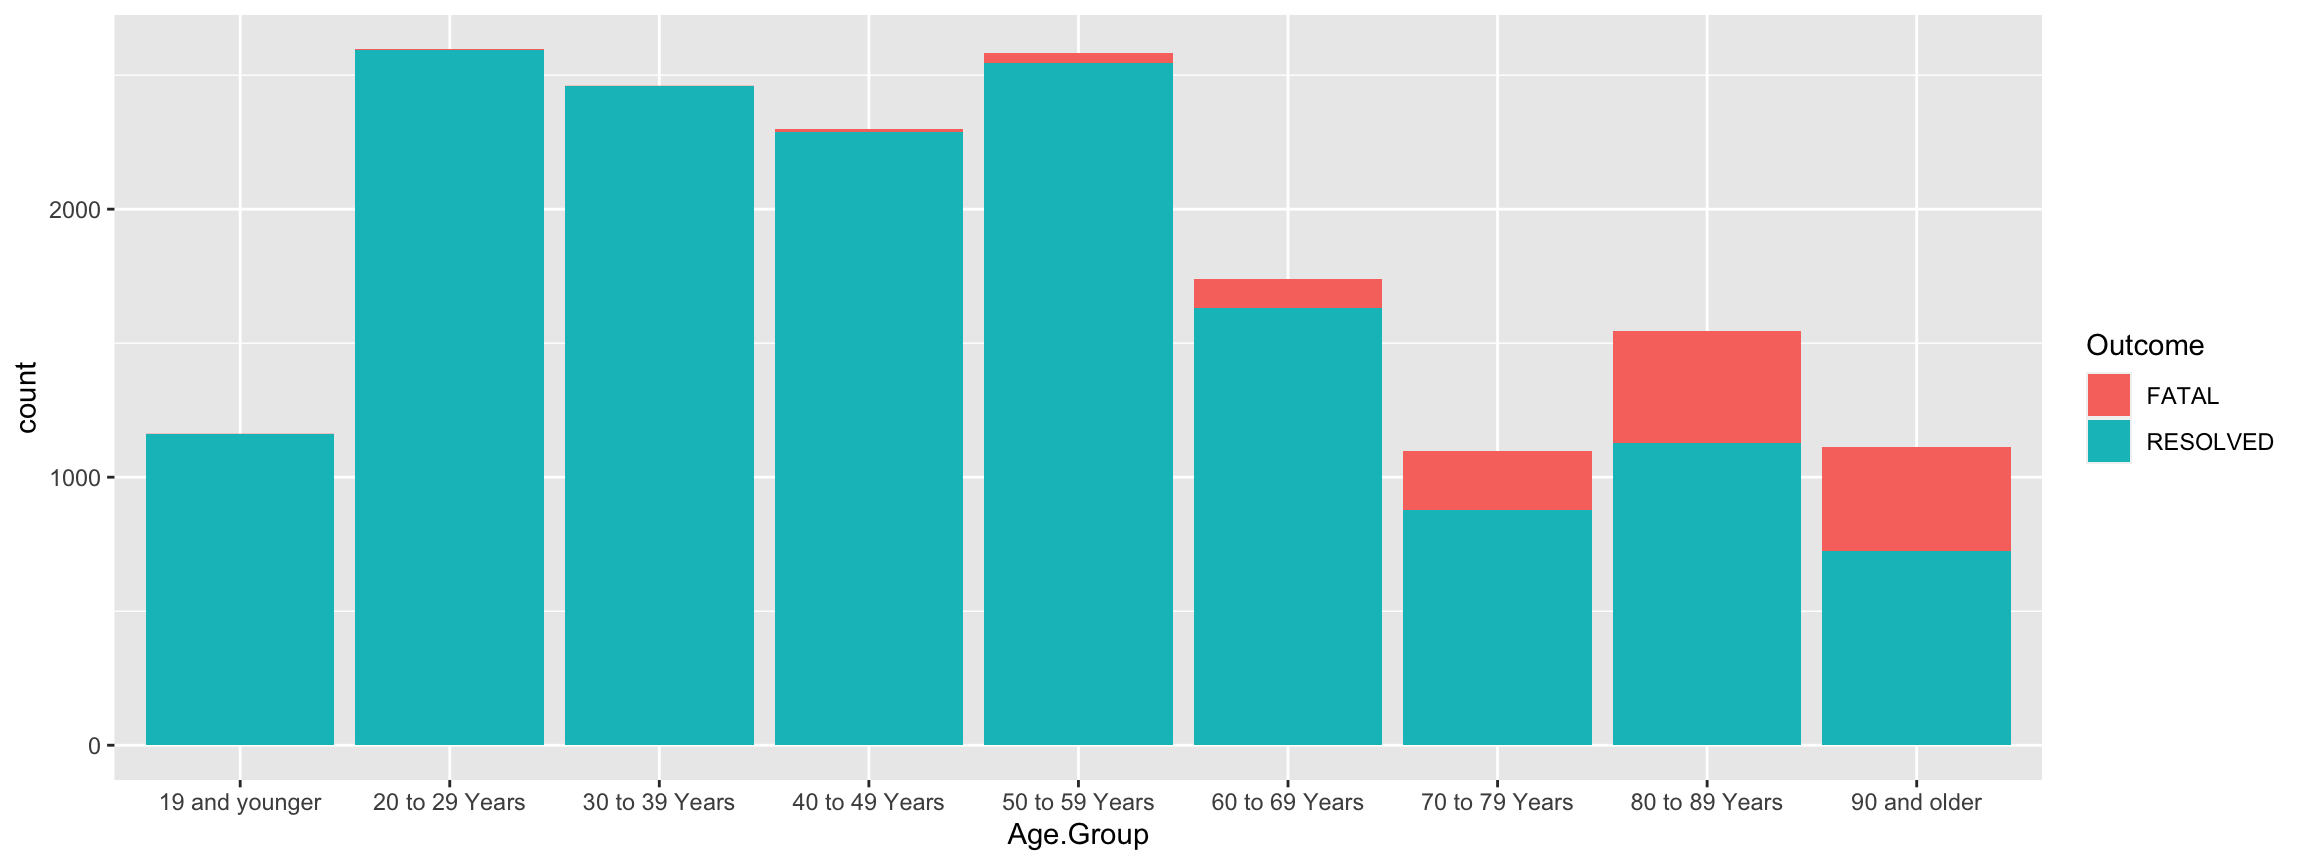 count
2000
1000
0
19 and younger
20 to 29 Years
30 to 39 Years
40 to 49 Years
50 to 59 Years
60 to 69 Years
70 to 79 Years
80 to 89 Years
90 and older
Age.Group
Outcome
FATAL
RESOLVED